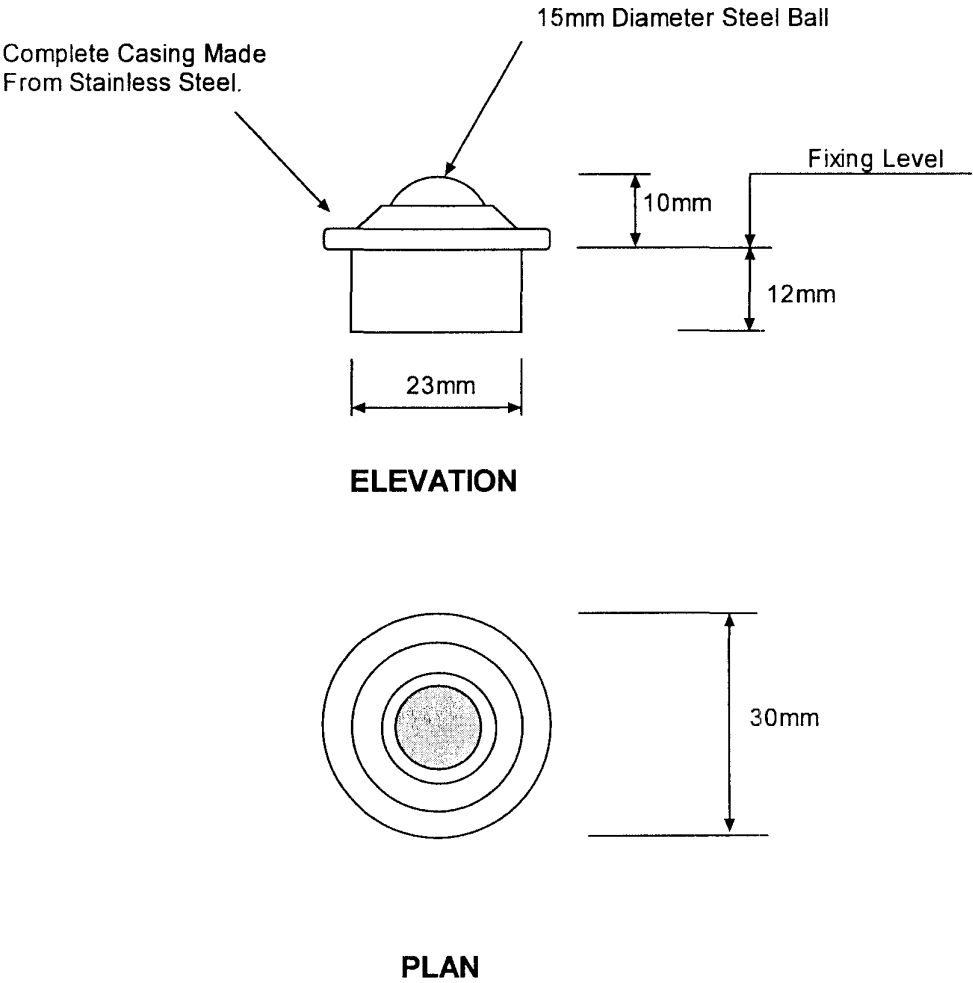 15mm Diameter Steel Ball
Complete Casing Made
From Stainless Steel.
Fixing Level
10mm
12mm
23mm
ELEVATION
30mm
PLAN